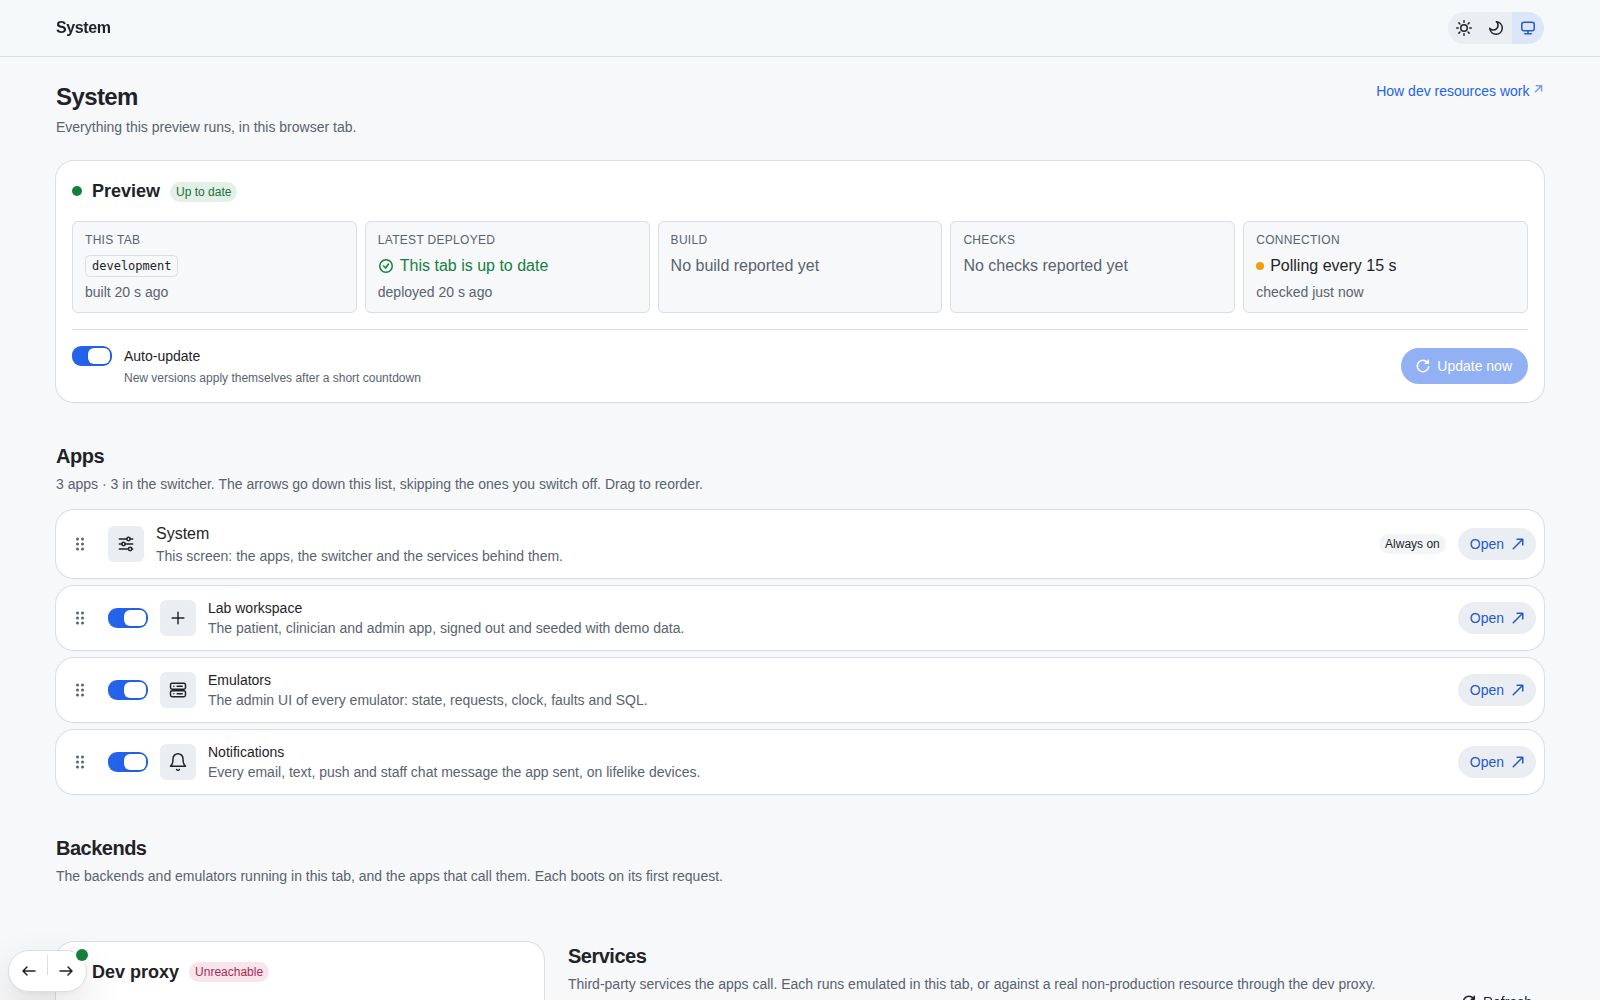 System
System
How dev resources work
Everything this preview runs, in this browser tab.
Preview
Up to date
THIS TAB
development
built 20 s ago
LATEST DEPLOYED
This tab is up to date
deployed 20 s ago
BUILD
No build reported yet
CHECKS
No checks reported yet
CONNECTION
Polling every 15 s
checked just now
Auto-update
New versions apply themselves after a short countdown
Update now
Apps
3 apps · 3 in the switcher. The arrows go down this list, skipping the ones you switch off. Drag to reorder.
System
This screen: the apps, the switcher and the services behind them.
Always on
Open
Lab workspace
The patient, clinician and admin app, signed out and seeded with demo data.
Open
Emulators
The admin UI of every emulator: state, requests, clock, faults and SQL.
Open
Notifications
Every email, text, push and staff chat message the app sent, on lifelike devices.
Open
Backends
The backends and emulators running in this tab, and the apps that call them. Each boots on its first request.
Dev proxy
Unreachable
Services
Third-party services the apps call. Each runs emulated in this tab, or against a real non-production resource through the dev proxy.
Refresh